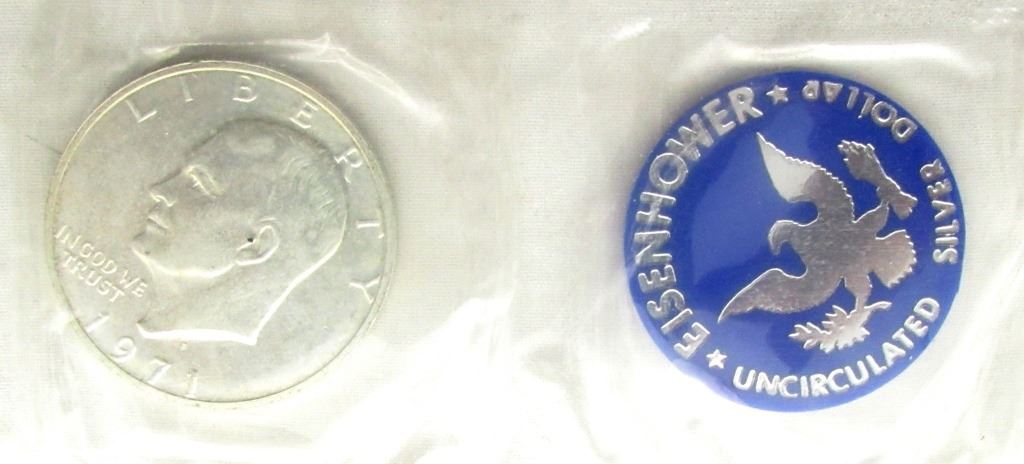 LIBERTY
IN GOD WE
TRUST
1971
EISENHOWER ★ DOLLAR
SILVER
UNCIRCULATED ★